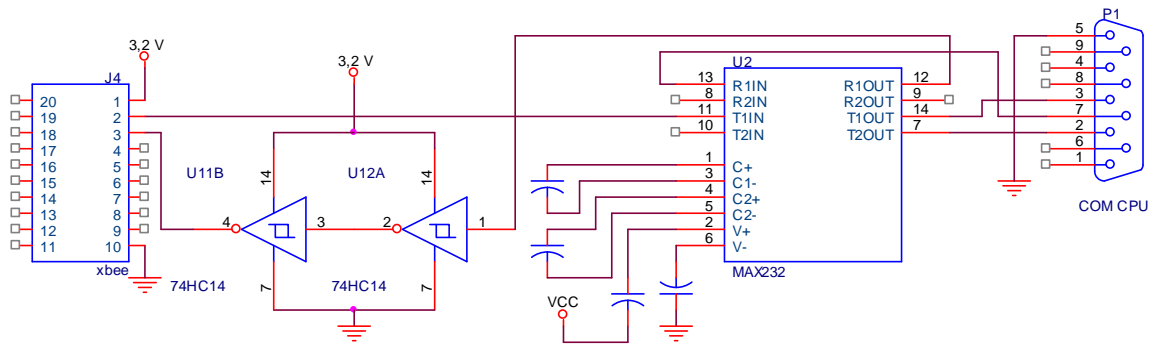 3,2 V
J4
20 1
19 2
18 3
17 4
16 5
15 6
14 7
13 8
12 9
11 10
xbee
3,2 V
U11B
U12A
14
14
4
3
2
1
7
7
74HC14
74HC14
U2
13 R1IN R1OUT 12
8 R2IN R2OUT 9
11 T1IN T1OUT 14
10 T2IN T2OUT 7
1 C+
3 C1-
4 C2+
5 C2-
2 V+
6 V-
MAX232
VCC
P1
5
9
4
8
3
7
2
6
1
COM CPU